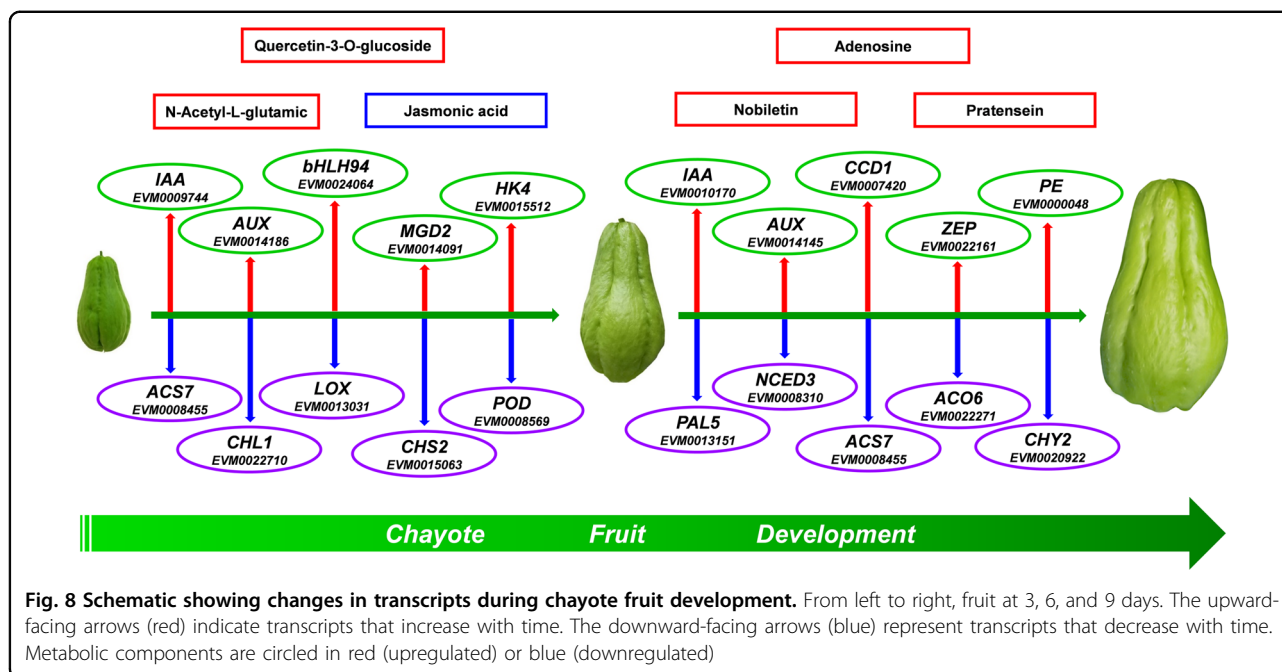 Quercetin-3-O-glucoside
Adenosine
N-Acetyl-L-glutamic
Jasmonic acid
Nobiletin
Pratensein
IAA
EVM0009744
AUX
EVM0014186
bHLH94
EVM0024064
MGD2
EVM0014091
HK4
EVM0015512
IAA
EVM0010170
AUX
EVM0014145
CCD1
EVM0007420
ZEP
EVM0022161
PE
EVM0000048
ACS7
EVM0008455
CHL1
EVM0022710
LOX
EVM0013031
CHS2
EVM0015063
POD
EVM0008569
PAL5
EVM0013151
NCED3
EVM0008310
ACS7
EVM0008455
ACO6
EVM0022271
CHY2
EVM0020922
Chayote Fruit Development
Fig. 8 Schematic showing changes in transcripts during chayote fruit development. From left to right, fruit at 3, 6, and 9 days. The upward-
facing arrows (red) indicate transcripts that increase with time. The downward-facing arrows (blue) represent transcripts that decrease with time.
Metabolic components are circled in red (upregulated) or blue (downregulated)